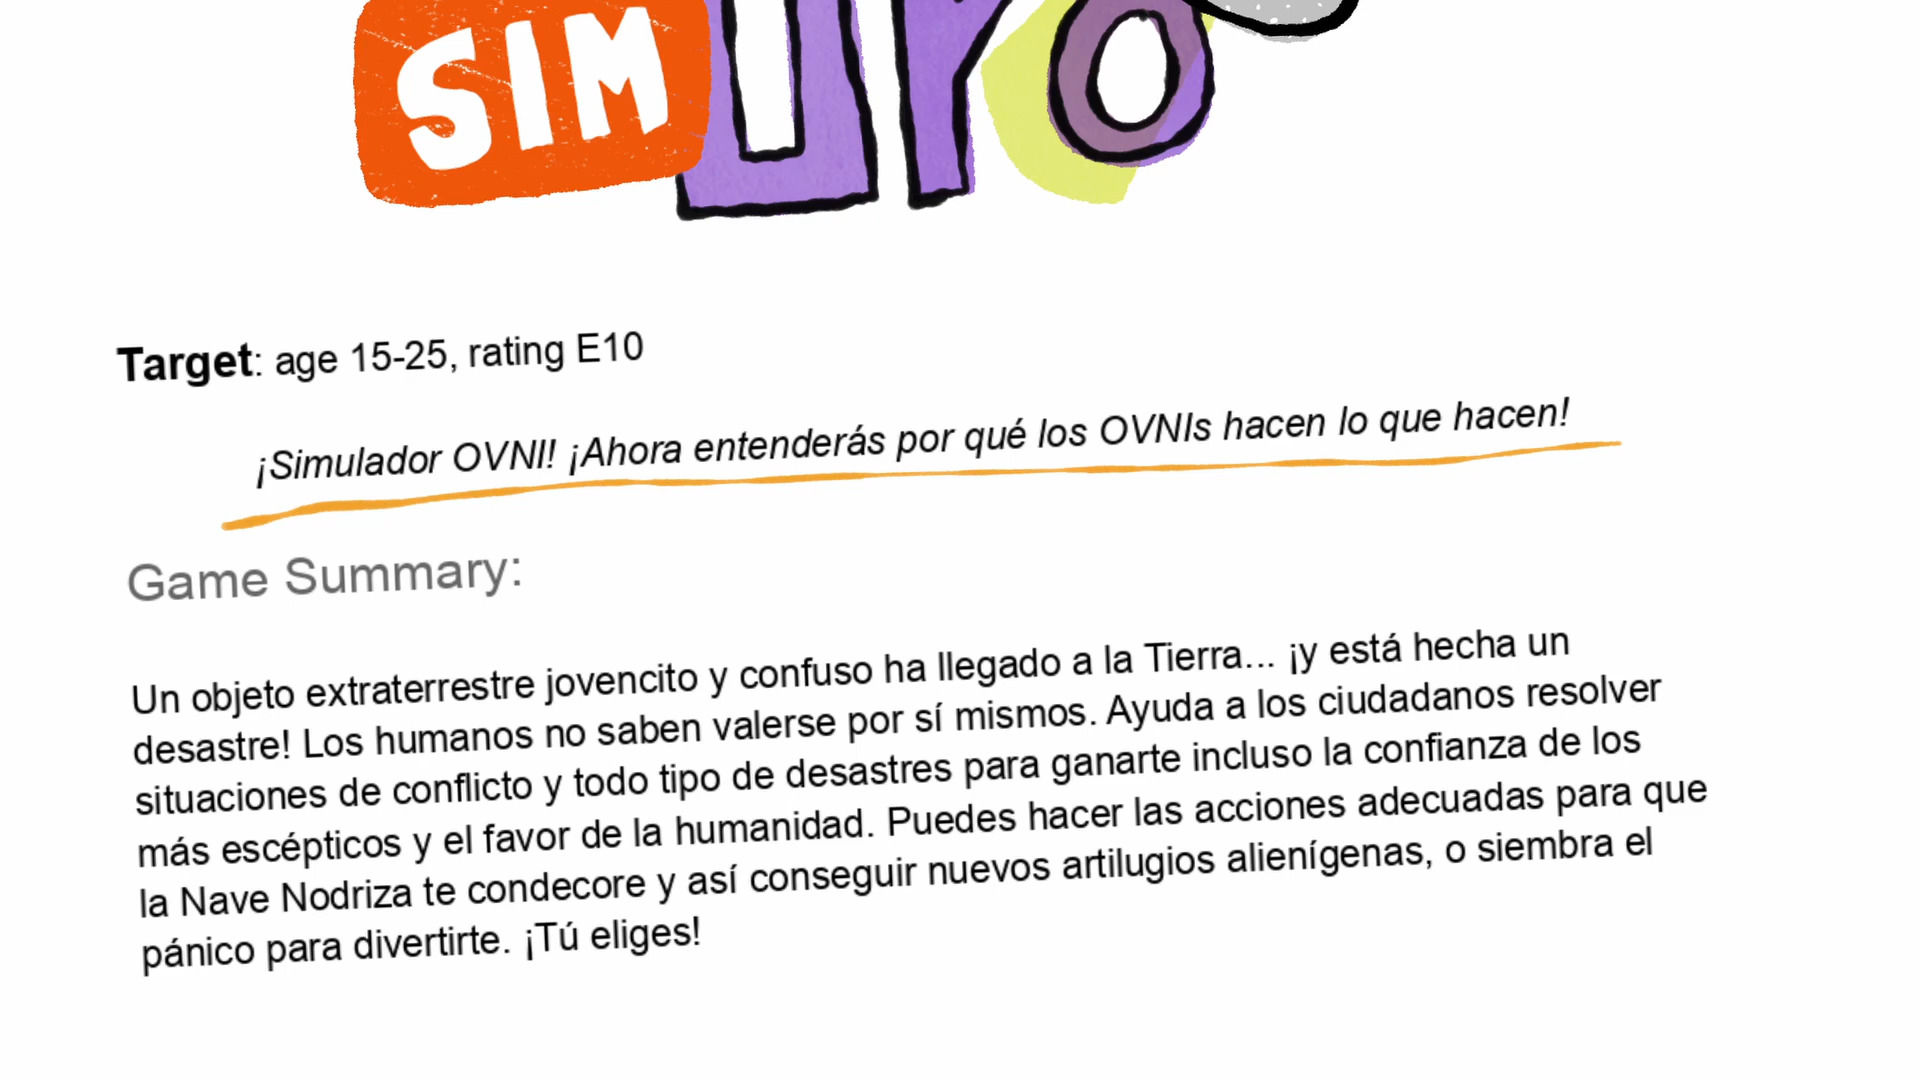 SIM UFO
Target: age 15-25, rating E10
¡Simulador OVNI! ¡Ahora entenderás por qué los OVNIs hacen lo que hacen!
Game Summary:
Un objeto extraterrestre jovencito y confuso ha llegado a la Tierra... ¡y está hecha un
desastre! Los humanos no saben valerse por sí mismos. Ayuda a los ciudadanos resolver
situaciones de conflicto y todo tipo de desastres para ganarte incluso la confianza de los
más escépticos y el favor de la humanidad. Puedes hacer las acciones adecuadas para que
la Nave Nodriza te condecore y así conseguir nuevos artilugios alienígenas, o siembra el
pánico para divertirte. ¡Tú eliges!